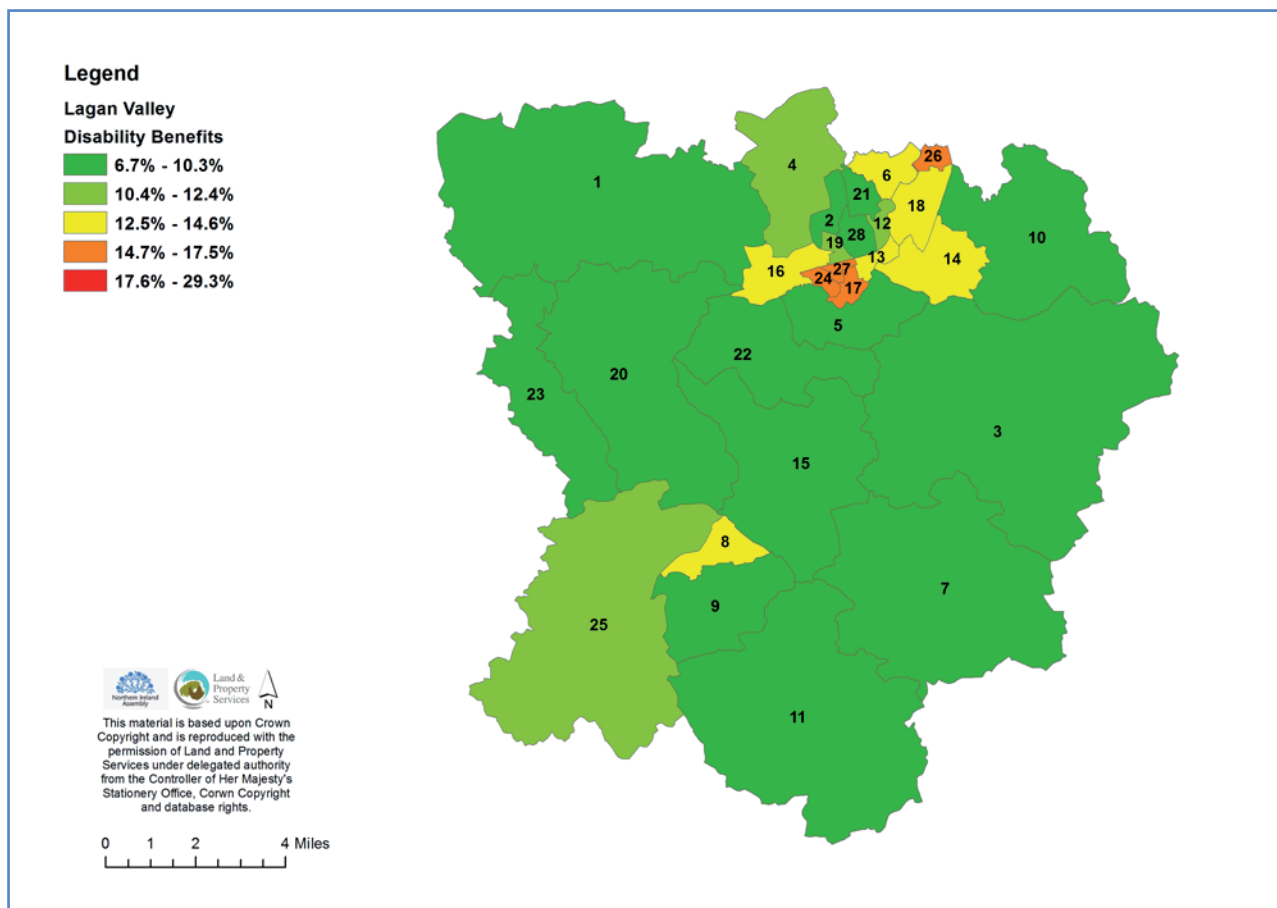 Legend
Lagan Valley
Disability Benefits
6.7% - 10.3%
10.4% - 12.4%
12.5% - 14.6%
14.7% - 17.5%
17.6% - 29.3%
1
4
6
26
21
2
12
18
28
19
10
13
14
16
27
24
17
5
22
20
23
3
15
8
7
9
25
11
Northern Ireland
Assembly
Land &
Property
Services
N
This material is based upon Crown
Copyright and is reproduced with the
permission of Land and Property
Services under delegated authority
from the Controller of Her Majesty's
Stationery Office, Corwn Copyright
and database rights.
0 1 2 4 Miles